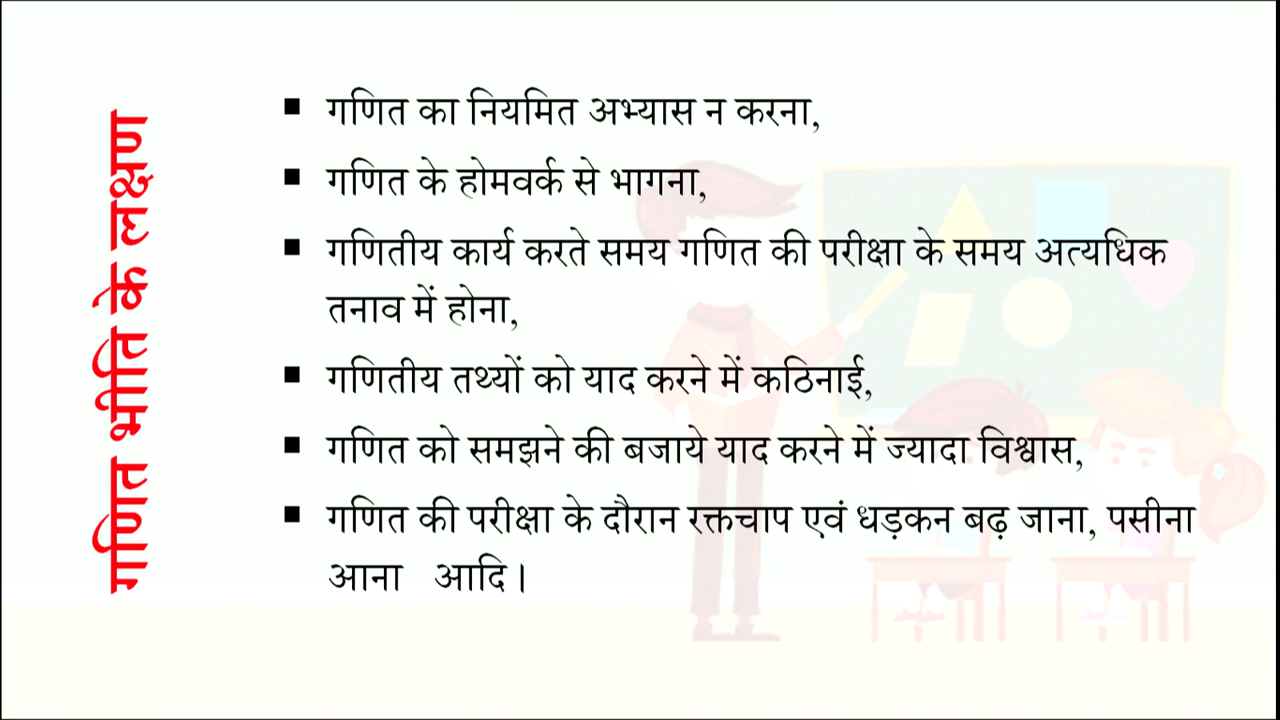 गणित भीति के लक्षण
▪ गणित का नियमित अभ्यास न करना,
▪ गणित के होमवर्क से भागना,
▪ गणितीय कार्य करते समय गणित की परीक्षा के समय अत्यधिक
तनाव में होना,
▪ गणितीय तथ्यों को याद करने में कठिनाई,
▪ गणित को समझने की बजाये याद करने में ज्यादा विश्वास,
▪ गणित की परीक्षा के दौरान रक्तचाप एवं धड़कन बढ़ जाना, पसीना
आना आदि।